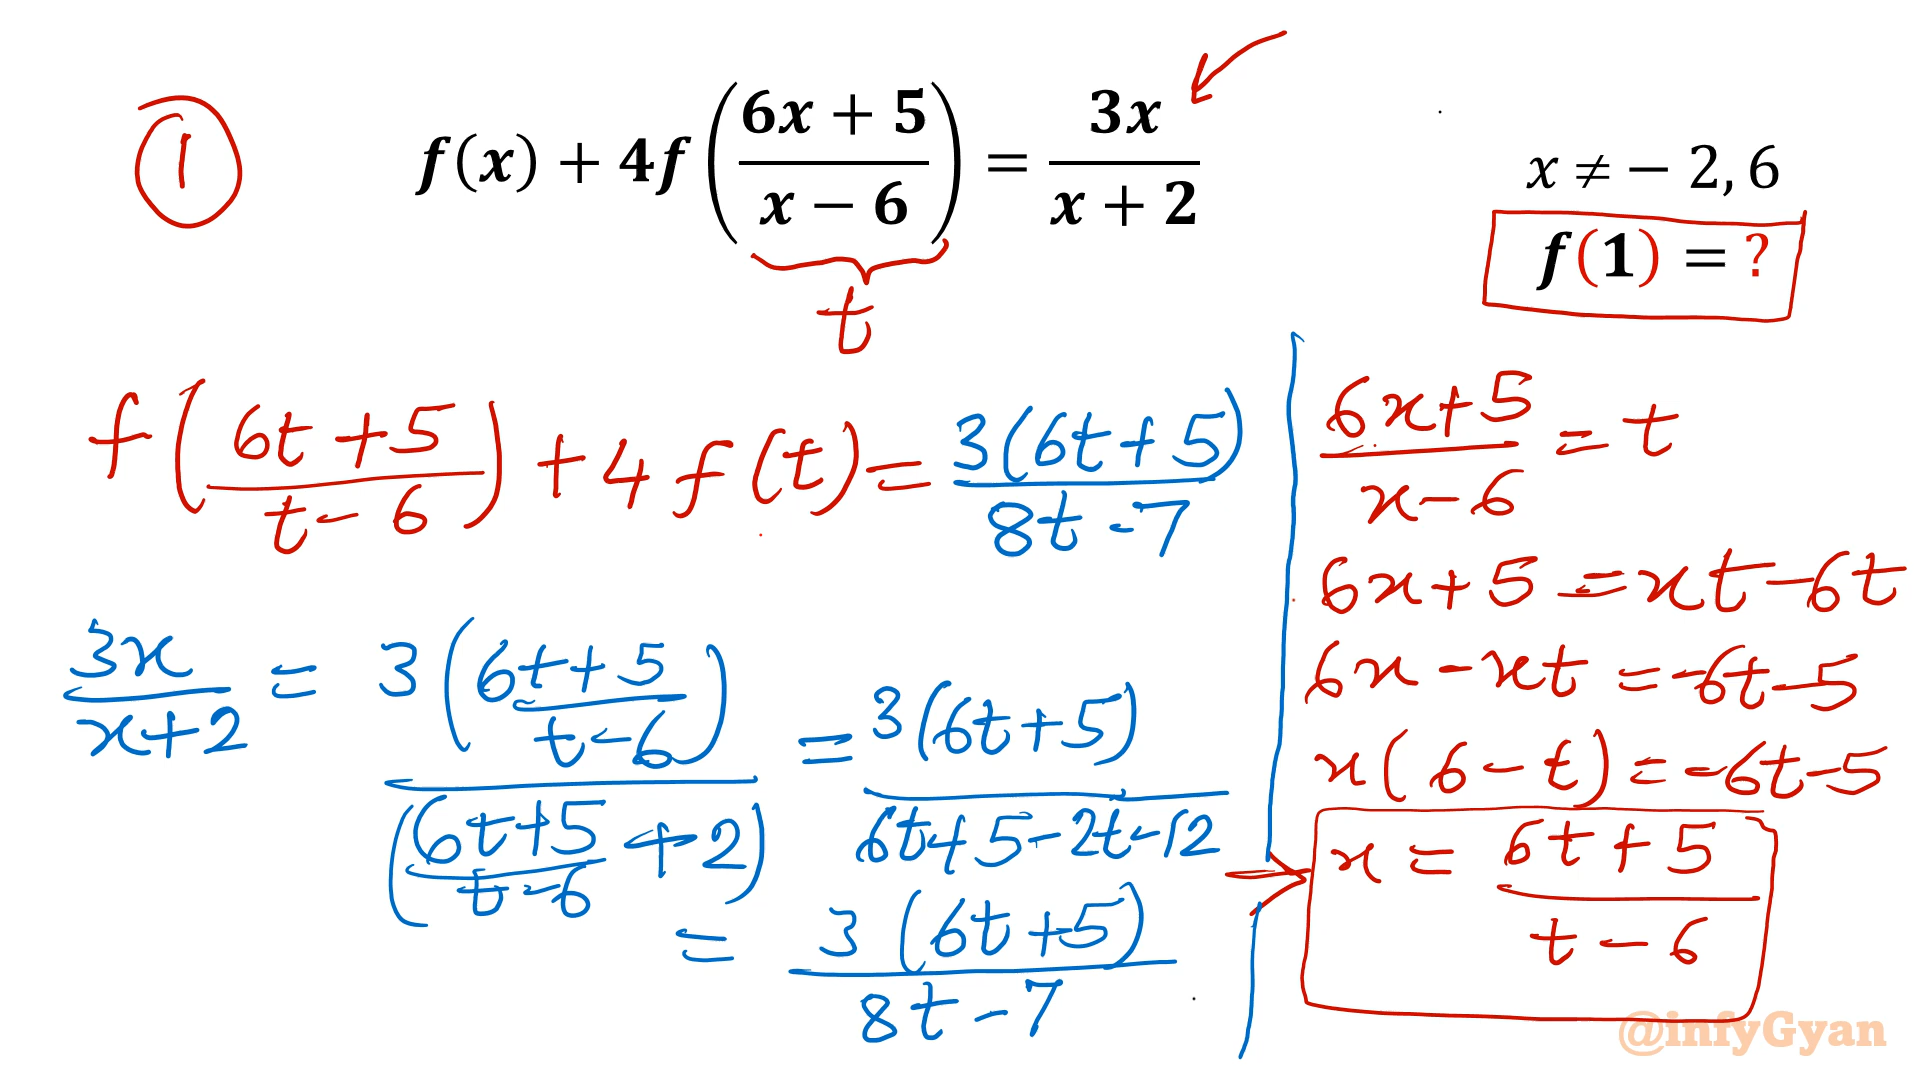 1
f(x) + 4f((6x + 5)/(x − 6)) = 3x/(x + 2)
x ≠ − 2, 6
f(1) = ?
t
f((6t + 5)/(t − 6)) + 4 f(t) = 3(6t + 5)/(8t - 7)
3x/(x + 2) = 3((6t + 5)/(t − 6))/((6t + 5)/(t − 6) + 2) = 3(6t + 5)/(6t + 5 − 2t − 12)
= 3(6t + 5)/(8t − 7)
(6x + 5)/(x − 6) = t
6x + 5 = xt − 6t
6x − xt = −6t − 5
x(6 − t) = −6t − 5
⇒ x = (6t + 5)/(t − 6)
@infyGyan